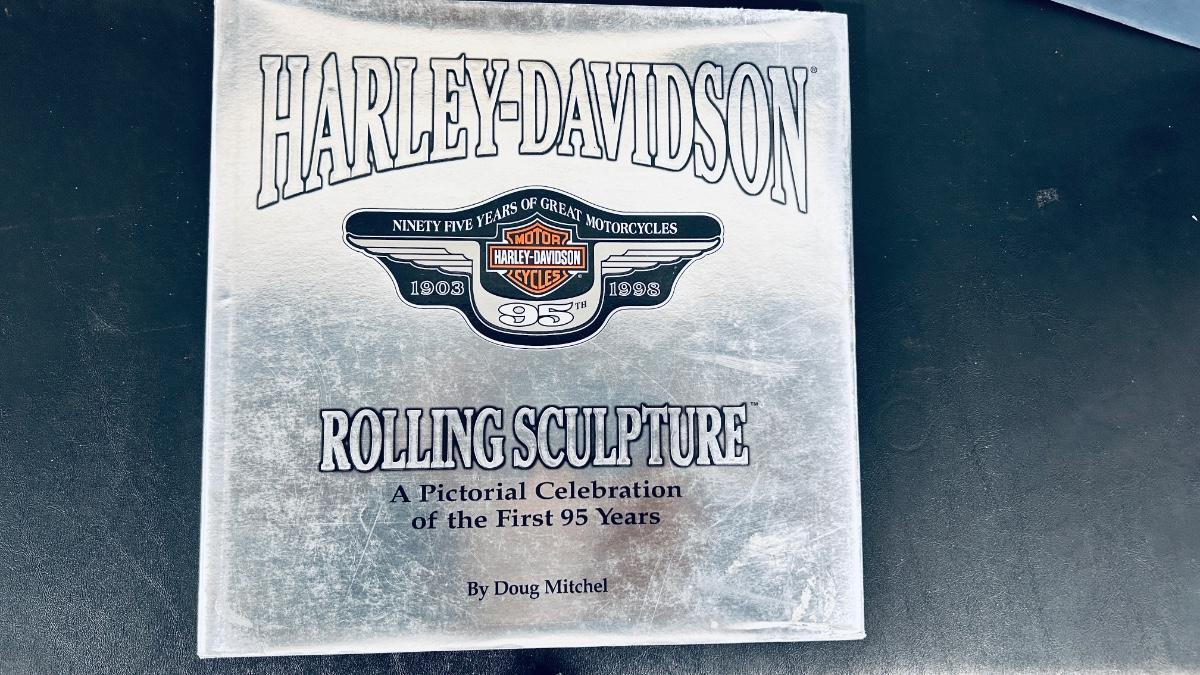 HARLEY-DAVIDSON®
NINETY FIVE YEARS OF GREAT MOTORCYCLES
MOTOR
HARLEY-DAVIDSON
CYCLES
1903 1998
95TH
ROLLING SCULPTURE™
A Pictorial Celebration
of the First 95 Years
By Doug Mitchel